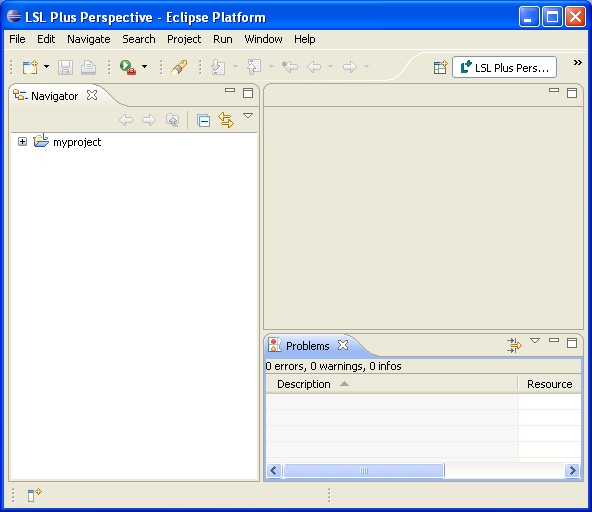 LSL Plus Perspective - Eclipse Platform
File Edit Navigate Search Project Run Window Help
LSL Plus Pers... »
Navigator
myproject
Problems
0 errors, 0 warnings, 0 infos
Description Resource